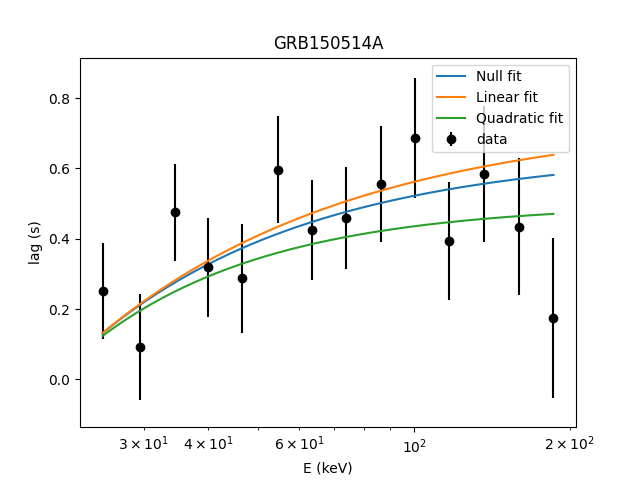 GRB150514A
Null fit
Linear fit
Quadratic fit
data
lag (s)
0.8
0.6
0.4
0.2
0.0
3 × 10¹
4 × 10¹
6 × 10¹
10²
2 × 10²
E (keV)